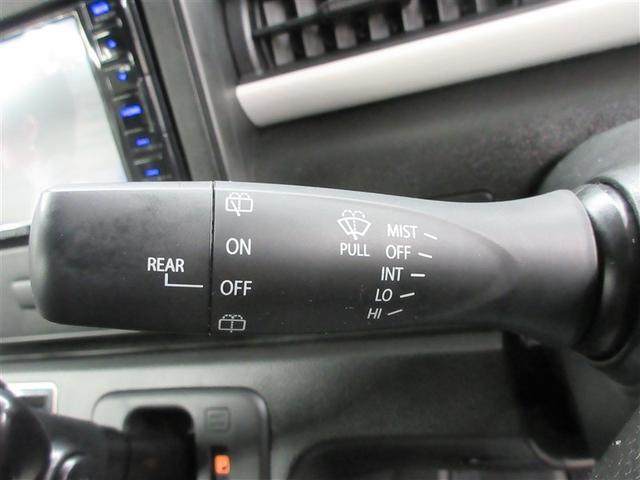 REAR
ON
OFF
PULL
MIST
OFF
INT
LO
HI